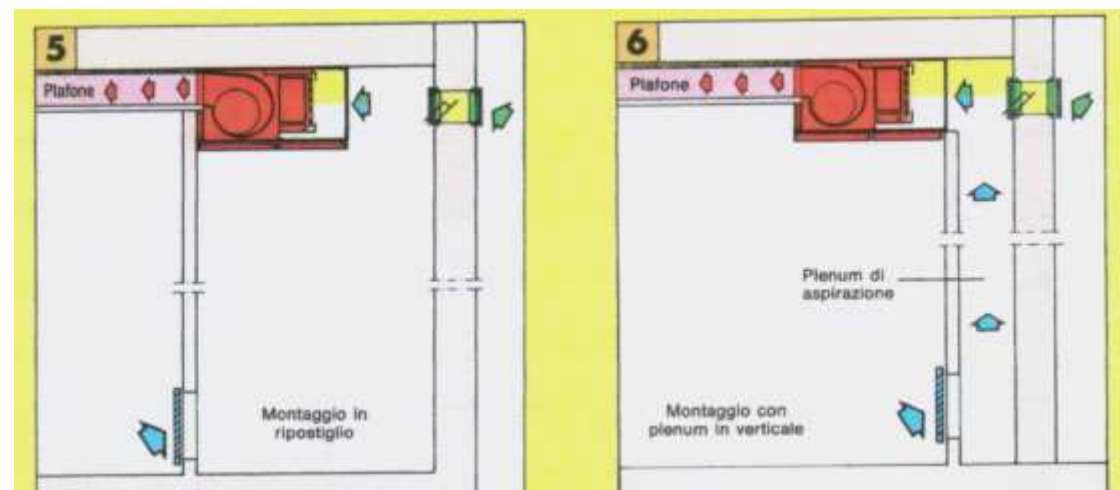 5
Plafone
Montaggio in
ripostiglio
6
Plafone
Plenum di
aspirazione
Montaggio con
plenum in verticale